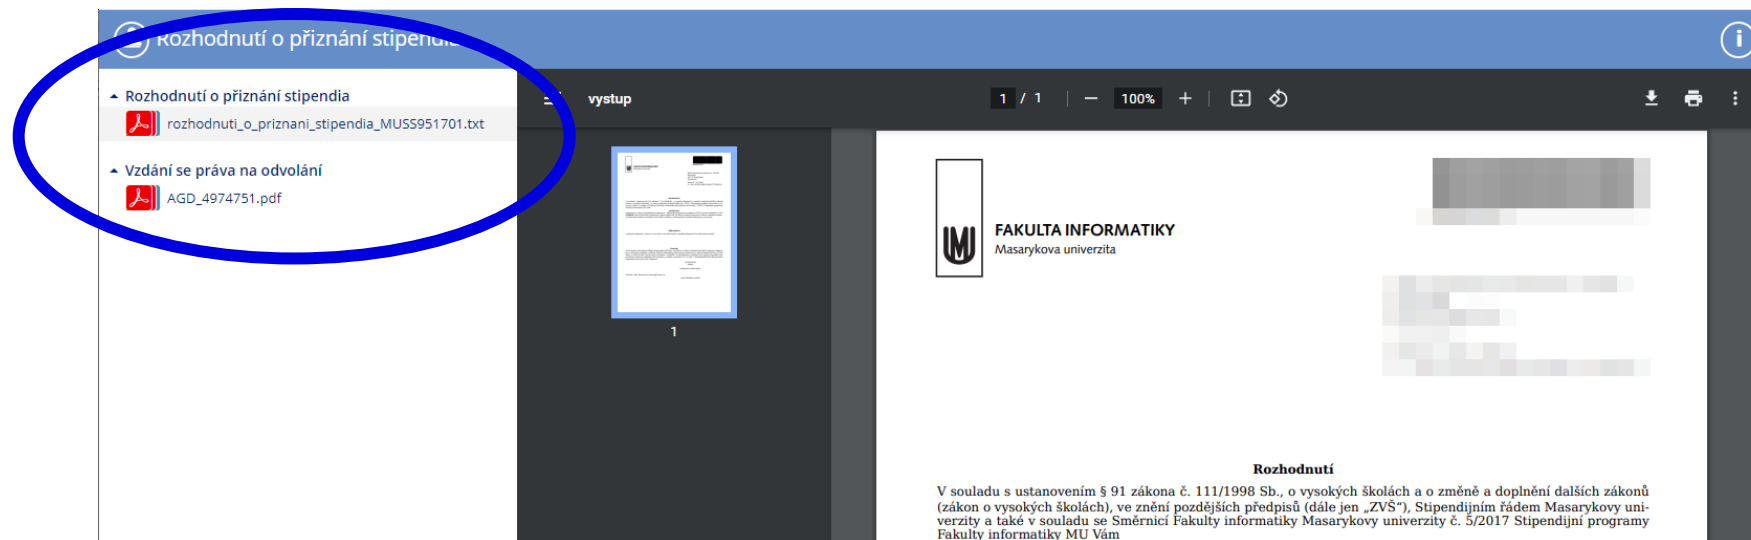 Rozhodnutí o přiznání stipendia
Rozhodnutí o přiznání stipendia
rozhodnuti_o_priznani_stipendia_MUSS951701.txt
Vzdání se práva na odvolání
AGD_4974751.pdf
vystup
1 / 1
100%
1
FAKULTA INFORMATIKY
Masarykova univerzita
Rozhodnutí
V souladu s ustanovením § 91 zákona č. 111/1998 Sb., o vysokých školách a o změně a doplnění dalších zákonů
(zákon o vysokých školách), ve znění pozdějších předpisů (dále jen „ZVŠ“), Stipendijním řádem Masarykovy uni-
verzity a také v souladu se Směrnicí Fakulty informatiky Masarykovy univerzity č. 5/2017 Stipendijní programy
Fakulty informatiky MU Vám